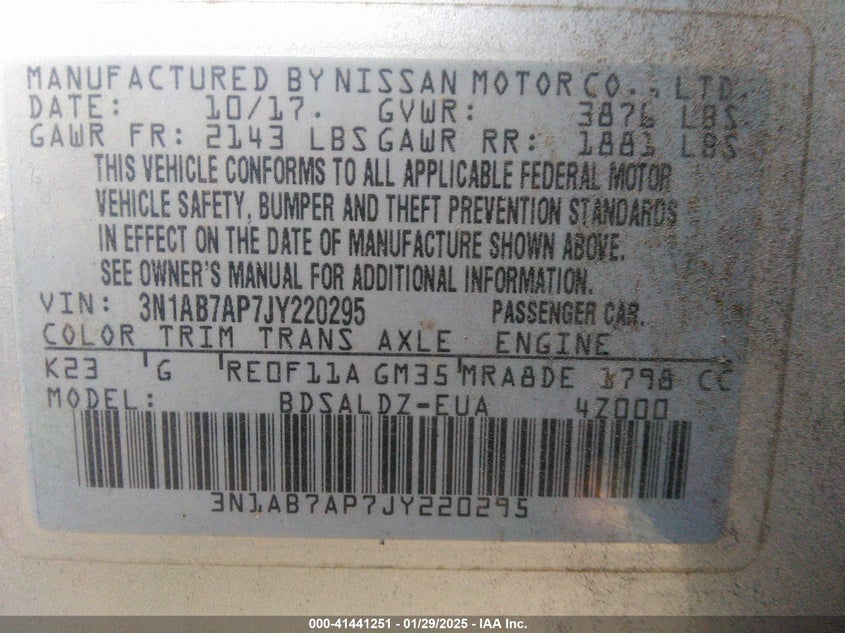 MANUFACTURED BY NISSAN MOTOR CO., LTD.
DATE: 10/17. GVWR: 3876 LBS
GAWR FR: 2143 LBS GAWR RR: 1881 LBS
THIS VEHICLE CONFORMS TO ALL APPLICABLE FEDERAL MOTOR
VEHICLE SAFETY, BUMPER AND THEFT PREVENTION STANDARDS
IN EFFECT ON THE DATE OF MANUFACTURE SHOWN ABOVE.
SEE OWNER'S MANUAL FOR ADDITIONAL INFORMATION.
VIN: 3N1AB7AP7JY220295 PASSENGER CAR.
COLOR TRIM TRANS AXLE ENGINE
K23 G RE0F11A GM35 MRA8DE 1798 CC
MODEL: BDSALDZ-EUA 4Z000
3N1AB7AP7JY220295
000-41441251 - 01/29/2025 - IAA Inc.